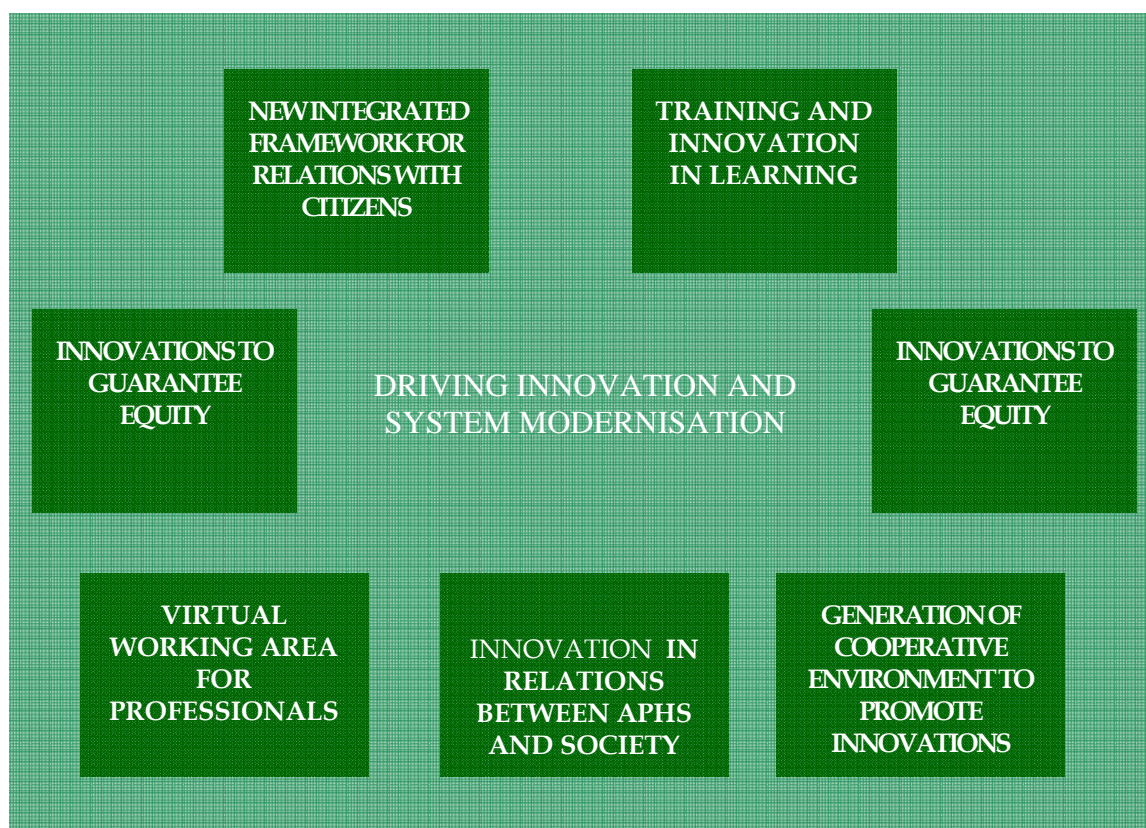 NEW INTEGRATED
FRAMEWORK FOR
RELATIONS WITH
CITIZENS
TRAINING AND
INNOVATION
IN LEARNING
INNOVATIONS TO
GUARANTEE
EQUITY
DRIVING INNOVATION AND
SYSTEM MODERNISATION
INNOVATIONS TO
GUARANTEE
EQUITY
VIRTUAL
WORKING AREA
FOR
PROFESSIONALS
INNOVATION IN
RELATIONS
BETWEEN APHS
AND SOCIETY
GENERATION OF
COOPERATIVE
ENVIRONMENT TO
PROMOTE
INNOVATIONS